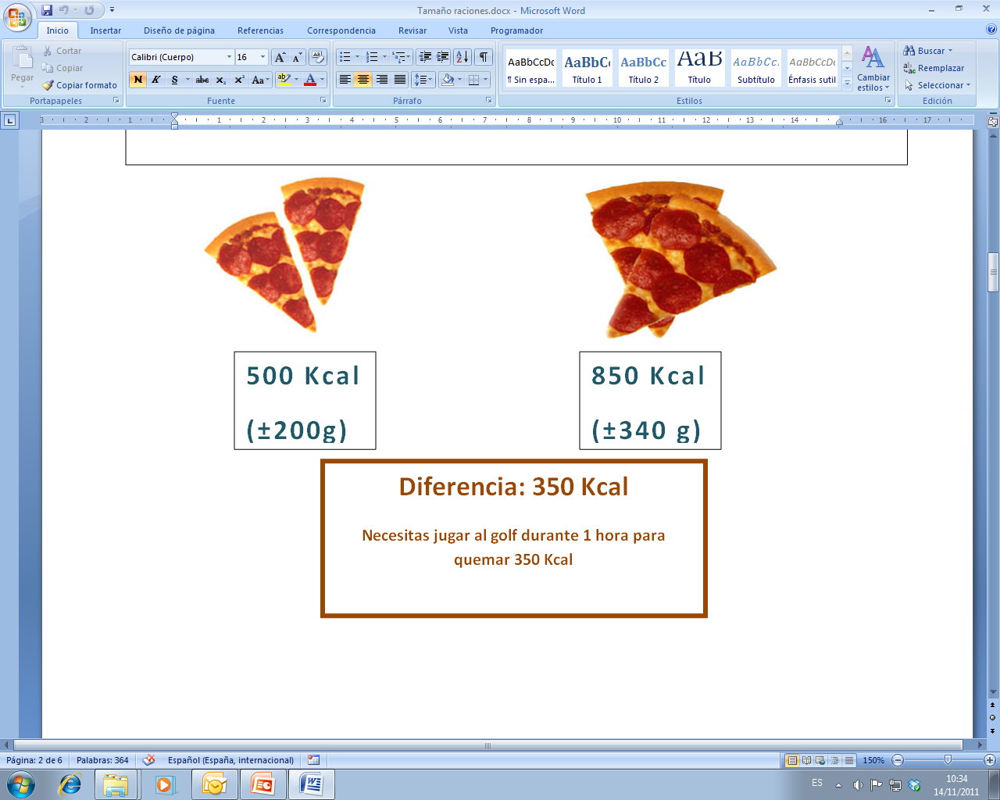 Tamaño raciones.docx - Microsoft Word
Inicio Insertar Diseño de página Referencias Correspondencia Revisar Vista Programador
Pegar
Cortar
Copiar
Copiar formato
Portapapeles
Calibri (Cuerpo) 16
N K S abc x₂ x² Aa
Fuente
Párrafo
AaBbCcDc AaBbCc AaBbCc AaB AaBbCc. AaBbCcDc
¶ Sin espa... Título 1 Título 2 Título Subtítulo Énfasis sutil
Cambiar
estilos
Estilos
Buscar
Reemplazar
Seleccionar
Edición
3 2 1 1 2 3 4 5 6 7 8 9 10 11 12 13 14 16 17
500 Kcal
(±200g)
850 Kcal
(±340 g)
Diferencia: 350 Kcal
Necesitas jugar al golf durante 1 hora para
quemar 350 Kcal
Página: 2 de 6 Palabras: 364 Español (España, internacional) 150%
ES 10:34
14/11/2011